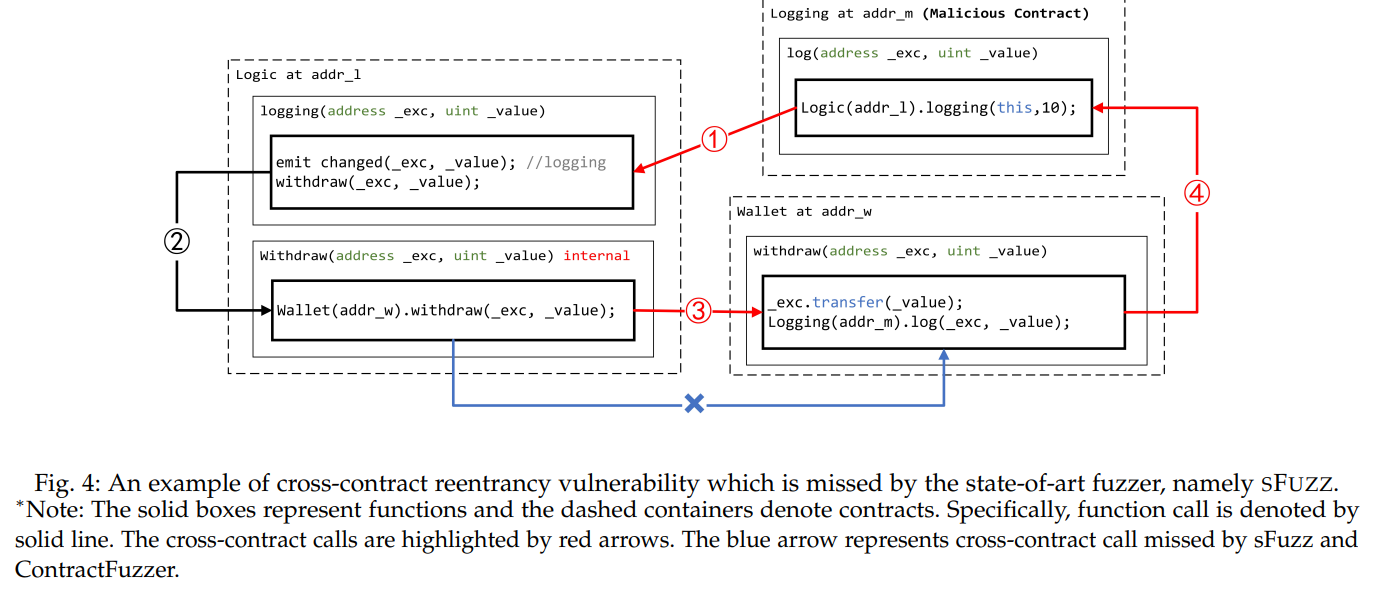 Logging at addr_m (Malicious Contract)
log(address _exc, uint _value)
Logic(addr_l).logging(this,10);
Logic at addr_l
logging(address _exc, uint _value)
emit changed(_exc, _value); //logging
withdraw(_exc, _value);
①
②
Withdraw(address _exc, uint _value) internal
Wallet(addr_w).withdraw(_exc, _value);
③
④
Wallet at addr_w
withdraw(address _exc, uint _value)
_exc.transfer(_value);
Logging(addr_m).log(_exc, _value);
Fig. 4: An example of cross-contract reentrancy vulnerability which is missed by the state-of-art fuzzer, namely SFUZZ.
*Note: The solid boxes represent functions and the dashed containers denote contracts. Specifically, function call is denoted by
solid line. The cross-contract calls are highlighted by red arrows. The blue arrow represents cross-contract call missed by sFuzz and
ContractFuzzer.